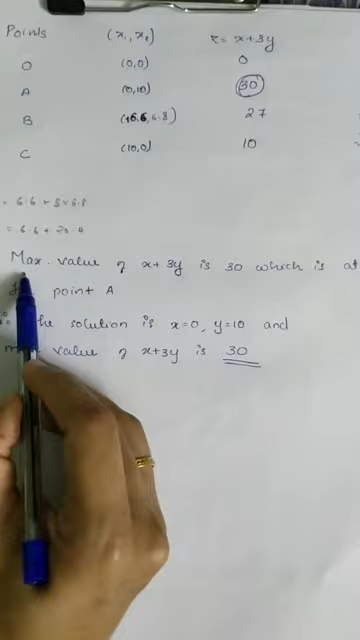 Points (x₁,x₂) Z = x+3y
O (0,0) 0
A (0,10) 30
B (6.6,6.8) 27
C (10,0) 10
= 6.6 + 3×6.8
= 6.6 + 20.4
Max. value of x+3y is 30 which is at
point A
the solution is x=0, y=10 and
value of x+3y is 30